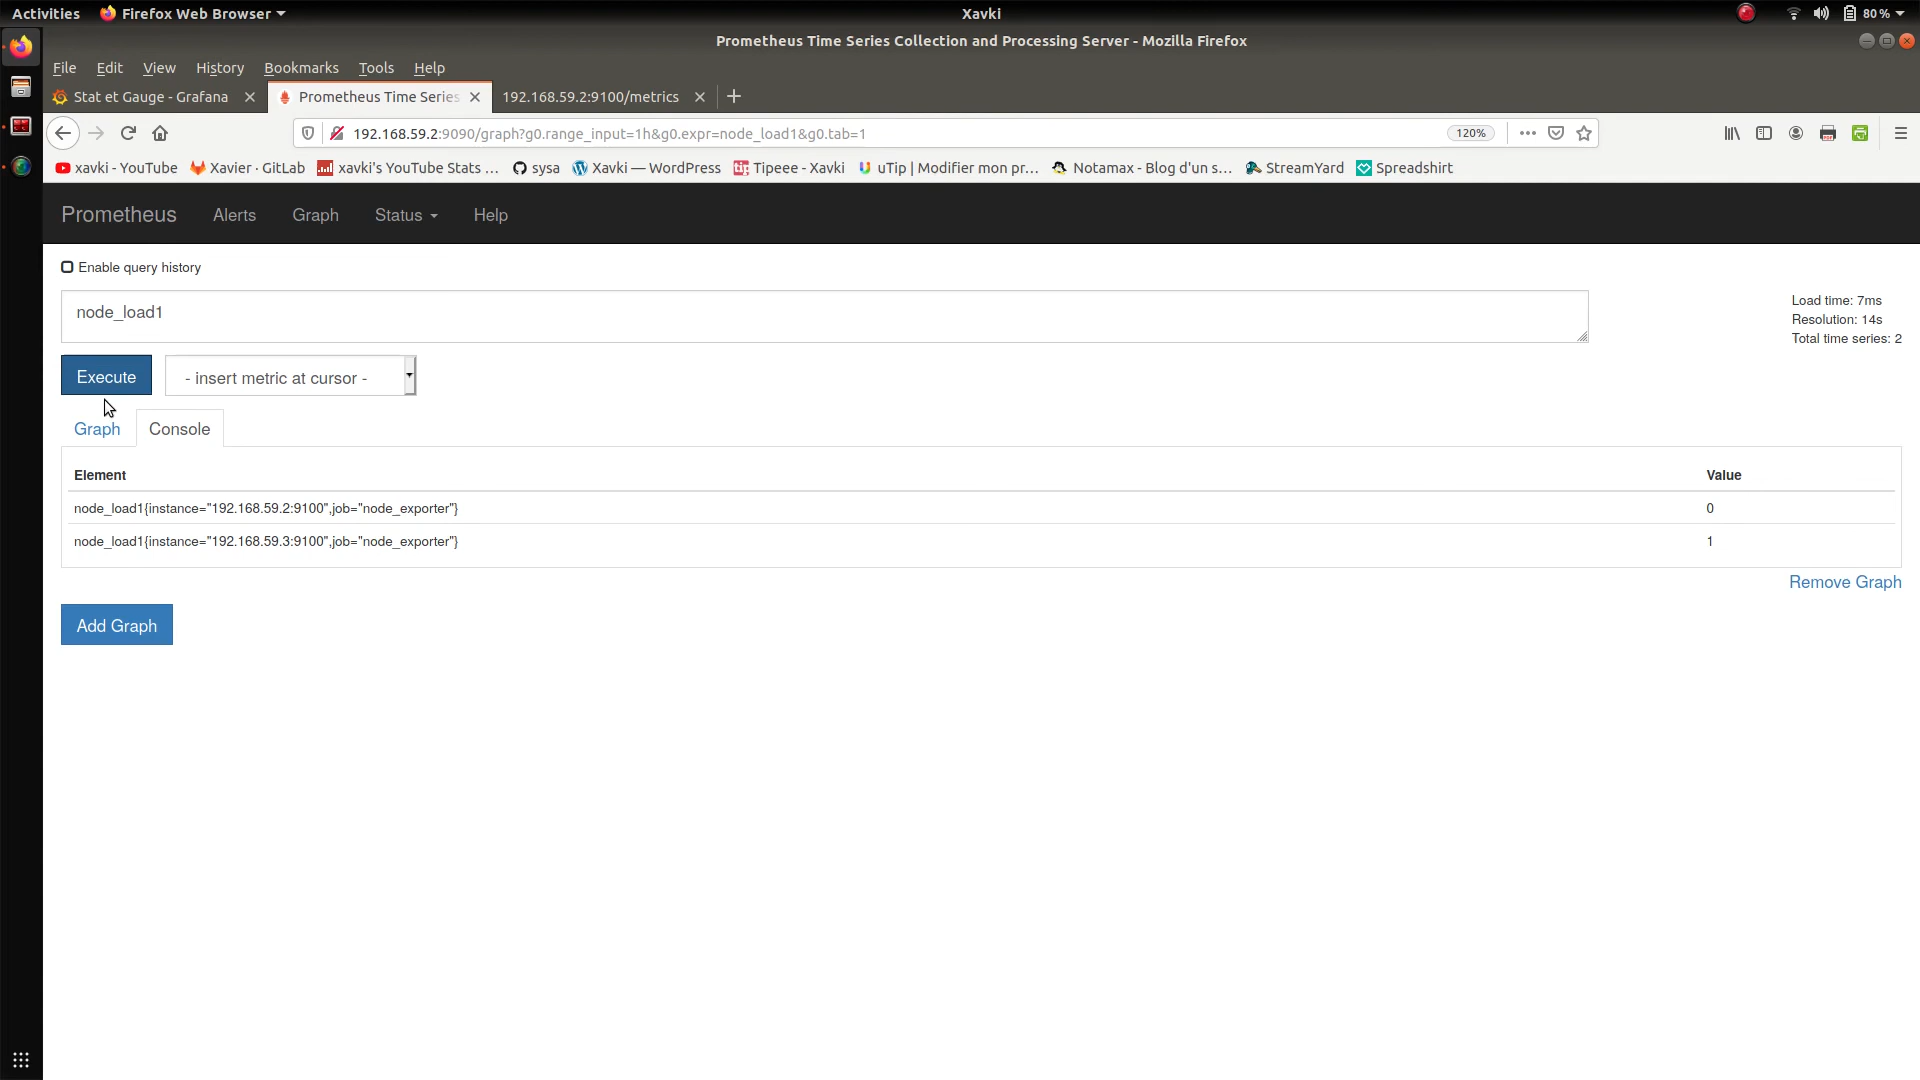 Activities
Firefox Web Browser
Xavki
80 %
Prometheus Time Series Collection and Processing Server - Mozilla Firefox
File Edit View History Bookmarks Tools Help
Stat et Gauge - Grafana
Prometheus Time Series
192.168.59.2:9100/metrics
192.168.59.2:9090/graph?g0.range_input=1h&g0.expr=node_load1&g0.tab=1
120%
xavki - YouTube
Xavier · GitLab
xavki's YouTube Stats ...
sysa
Xavki — WordPress
Tipeee - Xavki
uTip | Modifier mon pr...
Notamax - Blog d'un s...
StreamYard
Spreadshirt
Prometheus Alerts Graph Status Help
Enable query history
node_load1
Load time: 7ms
Resolution: 14s
Total time series: 2
Execute
- insert metric at cursor -
Graph Console
Element Value
node_load1{instance="192.168.59.2:9100",job="node_exporter"} 0
node_load1{instance="192.168.59.3:9100",job="node_exporter"} 1
Remove Graph
Add Graph